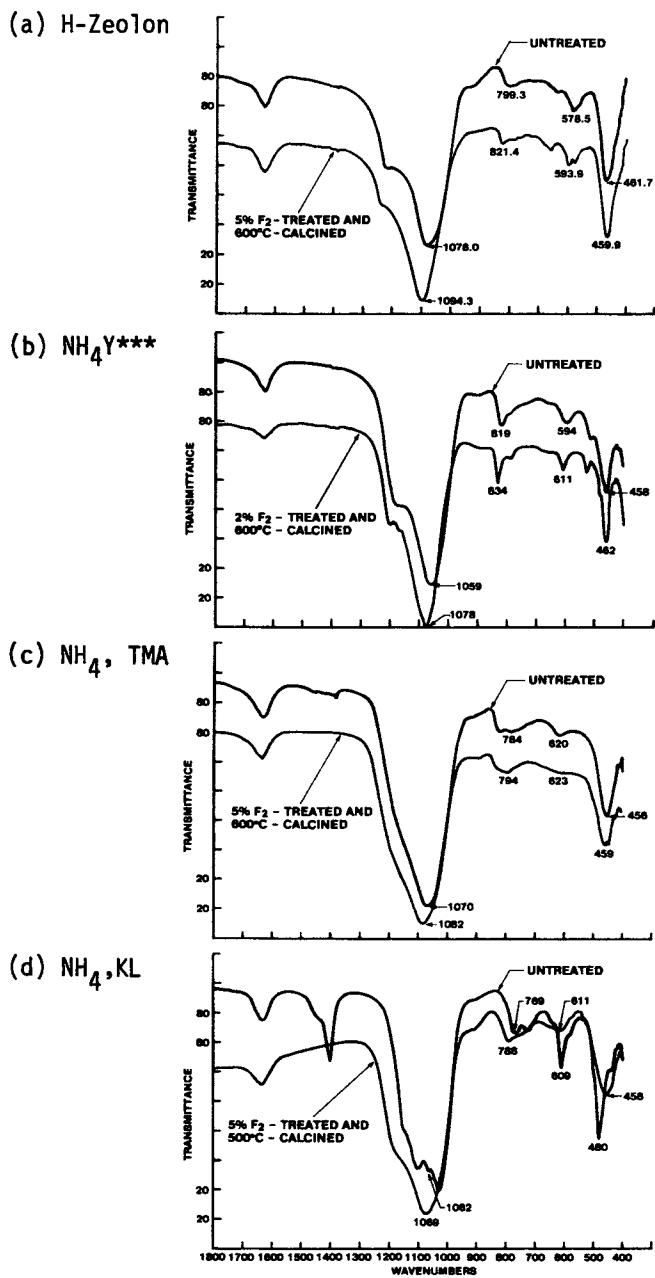 (a) H-Zeolon
UNTREATED
80
80
799.3
578.5
821.4
593.9
TRANSMITTANCE
461.7
5% F2 - TREATED AND
600°C - CALCINED
459.9
1078.0
20
20
1094.3
(b) NH4Y***
UNTREATED
80
80
819
594
634
611
TRANSMITTANCE
458
2% F2 - TREATED AND
600°C - CALCINED
462
20
1059
20
1078
(c) NH4, TMA
UNTREATED
80
80
784
620
794
623
TRANSMITTANCE
5% F2 - TREATED AND
600°C - CALCINED
458
459
20
1070
20
1082
(d) NH4,KL
UNTREATED
769
611
80
80
786
609
TRANSMITTANCE
458
5% F2 - TREATED AND
500°C - CALCINED
480
20
1082
20
1069
1800 1700 1600 1500 1400 1300 1200 1100 1000 900 800 700 600 500 400
WAVENUMBERS